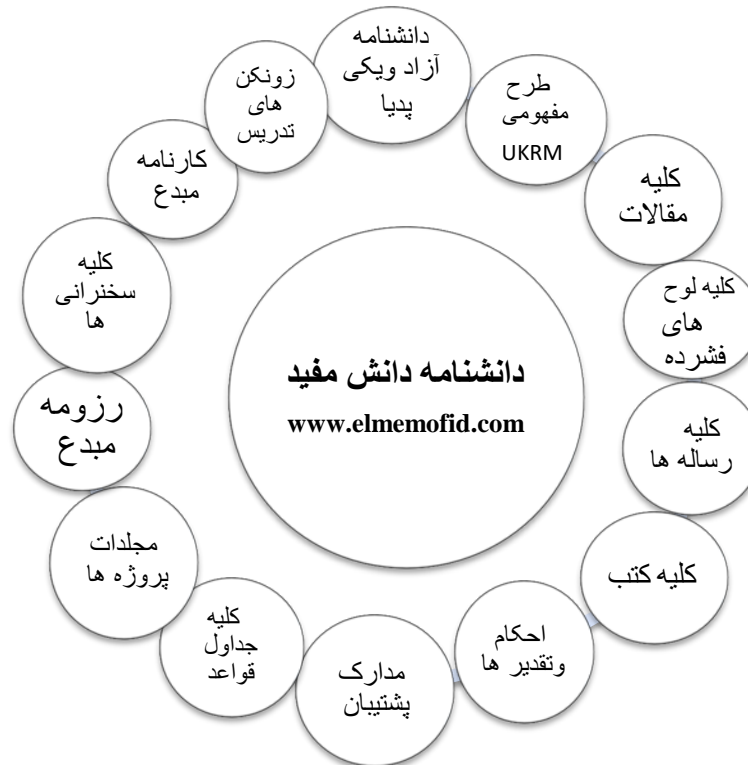 دانشنامه
آزاد ویکی
پدیا
طرح
مفهومی
UKRM
کلیه
مقالات
کلیه لوح
های
فشرده
کلیه
رساله ها
کلیه کتب
احکام
وتقدیر ها
مدارک
پشتیبان
کلیه
جداول
قواعد
مجلدات
پروژه ها
رزومه
مبدع
کلیه
سخنرانی
ها
کارنامه
مبدع
زونکن
های
تدریس
دانشنامه دانش مفید
www.elmemofid.com